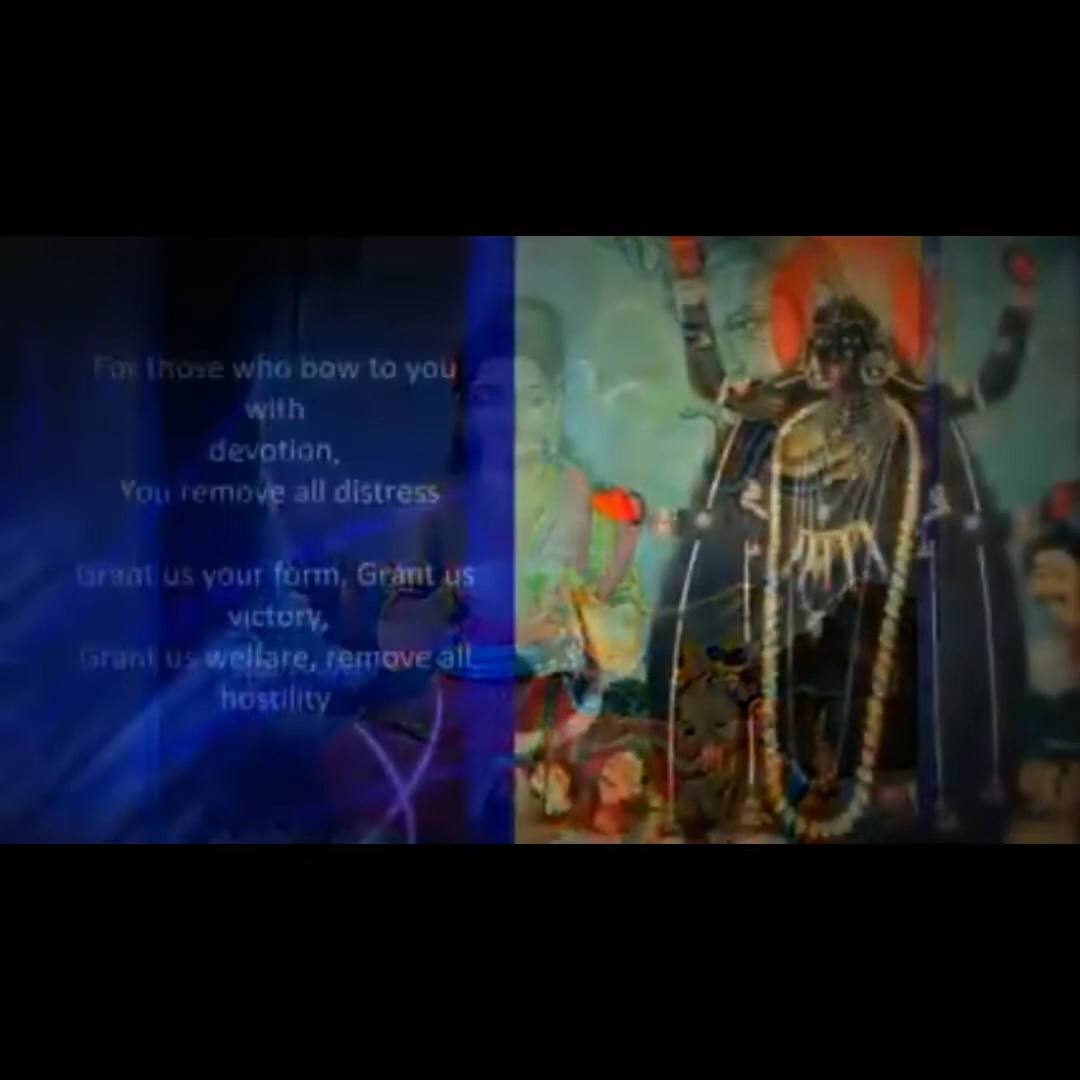 For those who bow to you
with
devotion,
You remove all distress
Grant us your form, Grant us
victory,
Grant us welfare, remove all
hostility